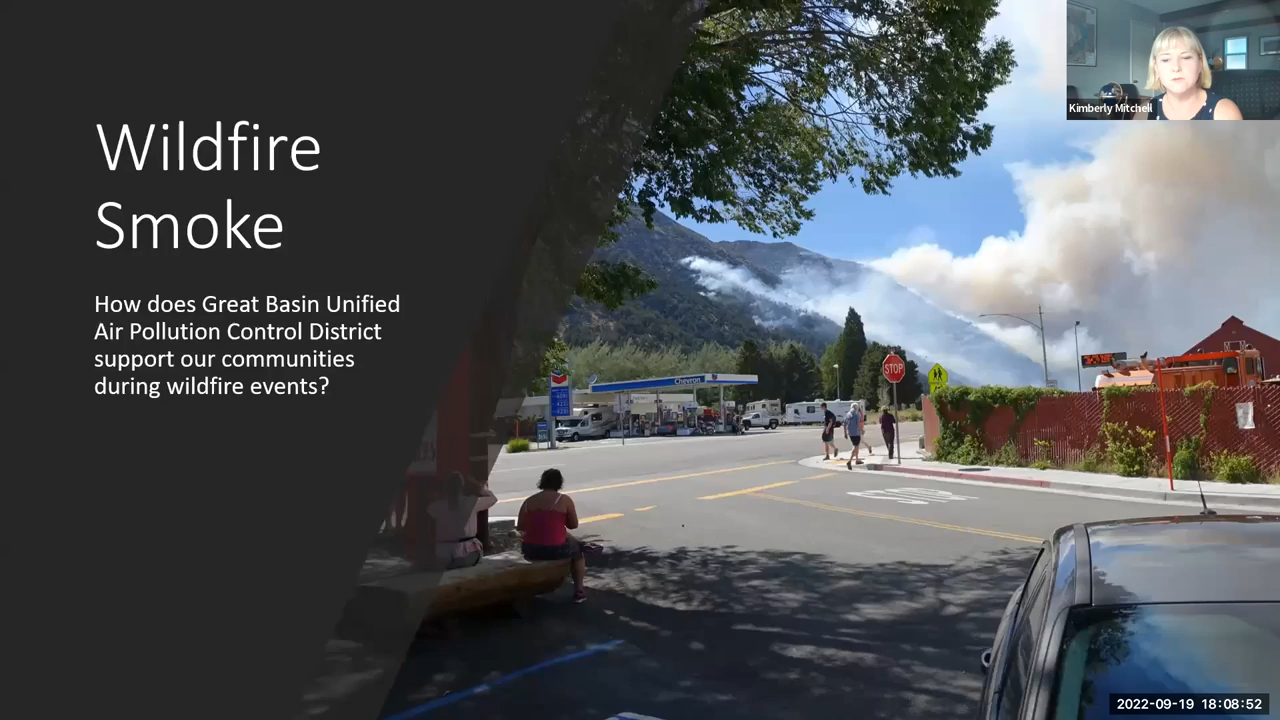 Wildfire
Smoke
How does Great Basin Unified
Air Pollution Control District
support our communities
during wildfire events?
Kimberly Mitchell
Chevron
STOP
2022-09-19 18:08:52